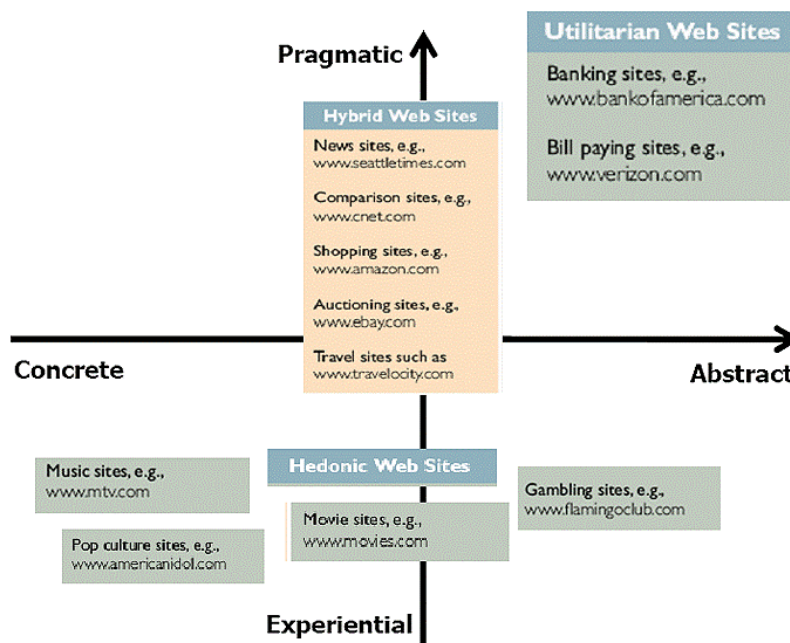 Pragmatic
Utilitarian Web Sites
Banking sites, e.g.,
www.bankofamerica.com
Bill paying sites, e.g.,
www.verizon.com
Hybrid Web Sites
News sites, e.g.,
www.seattletimes.com
Comparison sites, e.g.,
www.cnet.com
Shopping sites, e.g.,
www.amazon.com
Auctioning sites, e.g.,
www.ebay.com
Travel sites such as
www.travelocity.com
Concrete
Abstract
Hedonic Web Sites
Music sites, e.g.,
www.mtv.com
Pop culture sites, e.g.,
www.americanidol.com
Movie sites, e.g.,
www.movies.com
Gambling sites, e.g.,
www.flamingoclub.com
Experiential